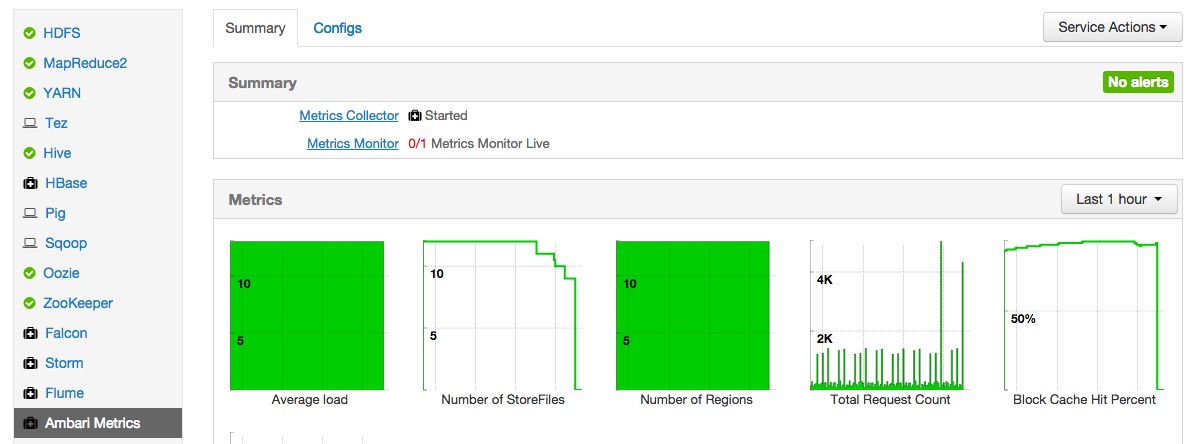 HDFS
MapReduce2
YARN
Tez
Hive
HBase
Pig
Sqoop
Oozie
ZooKeeper
Falcon
Storm
Flume
Ambari Metrics
Summary Configs Service Actions
Summary No alerts
Metrics Collector Started
Metrics Monitor 0/1 Metrics Monitor Live
Metrics Last 1 hour
10
5
Average load
10
5
Number of StoreFiles
10
5
Number of Regions
4K
2K
Total Request Count
50%
Block Cache Hit Percent